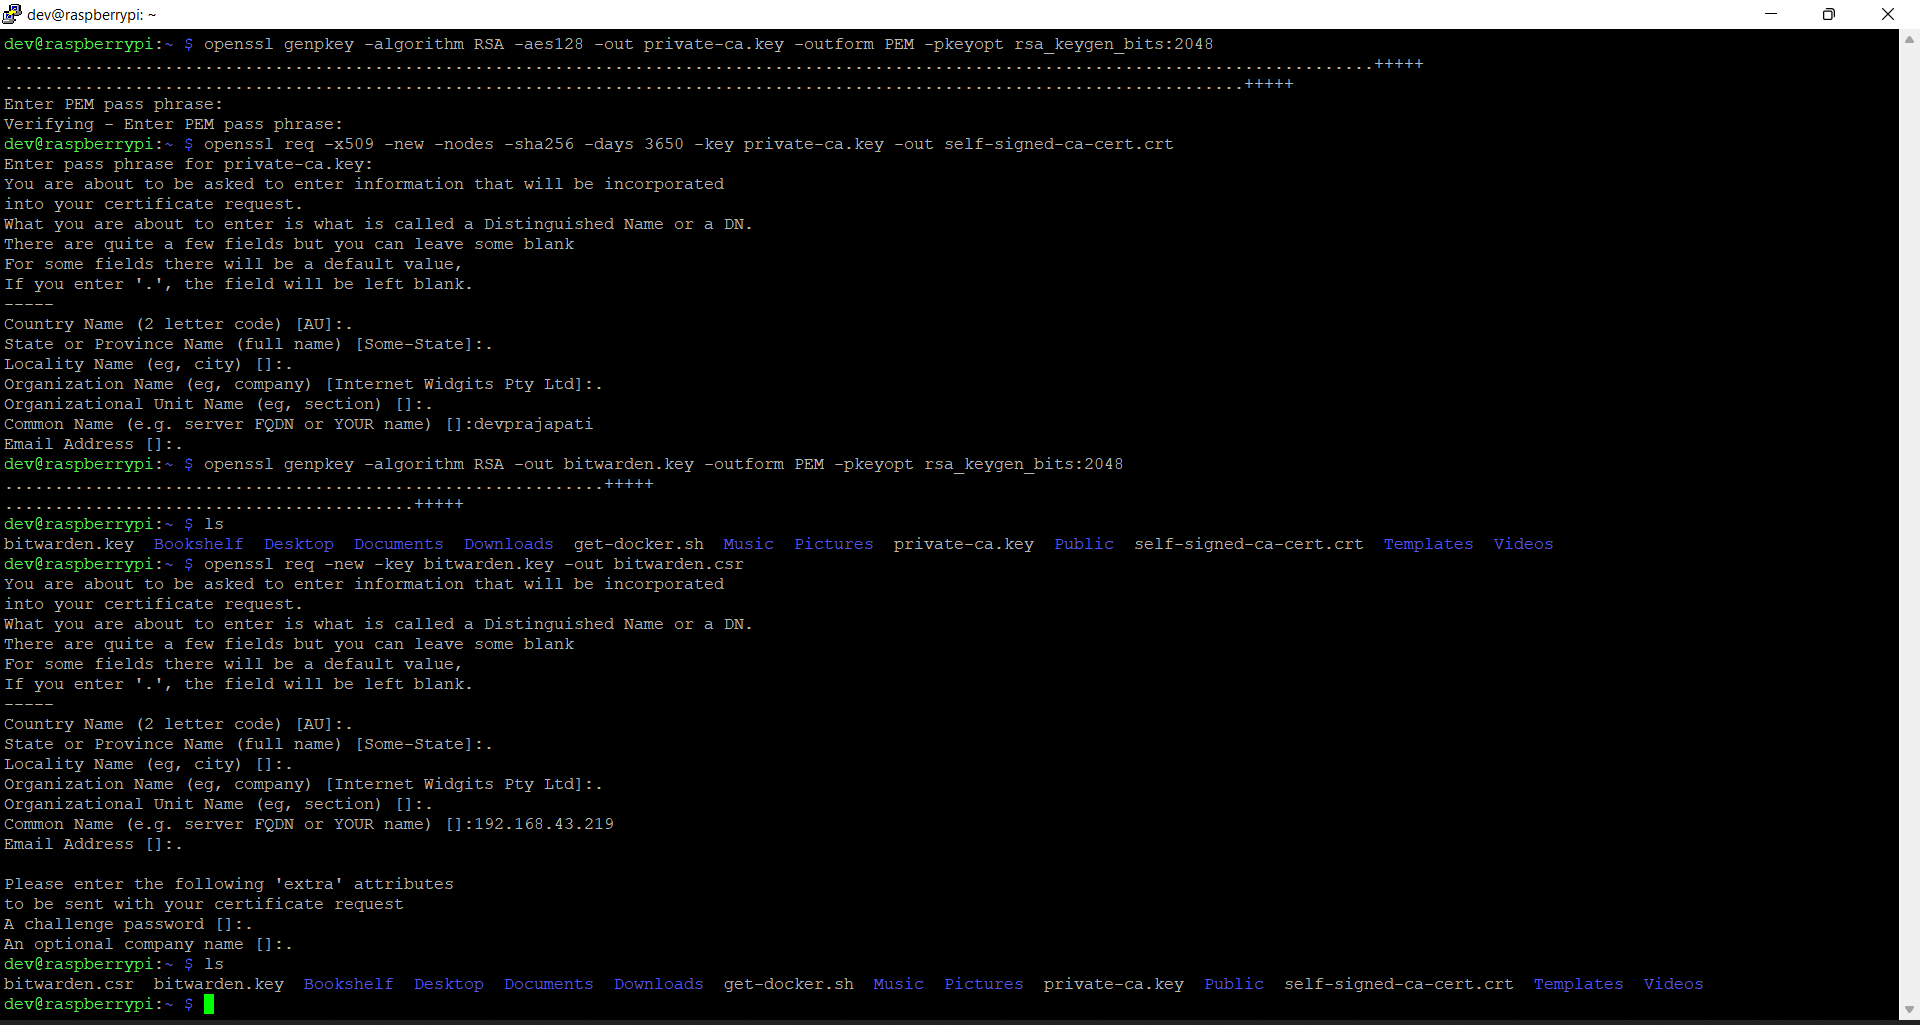 dev@raspberrypi: ~
dev@raspberrypi:~ $ openssl genpkey -algorithm RSA -aes128 -out private-ca.key -outform PEM -pkeyopt rsa_keygen_bits:2048
.........................................................................................................................................+++++
............................................................................................................................+++++
Enter PEM pass phrase:
Verifying - Enter PEM pass phrase:
dev@raspberrypi:~ $ openssl req -x509 -new -nodes -sha256 -days 3650 -key private-ca.key -out self-signed-ca-cert.crt
Enter pass phrase for private-ca.key:
You are about to be asked to enter information that will be incorporated
into your certificate request.
What you are about to enter is what is called a Distinguished Name or a DN.
There are quite a few fields but you can leave some blank
For some fields there will be a default value,
If you enter '.', the field will be left blank.
-----
Country Name (2 letter code) [AU]:.
State or Province Name (full name) [Some-State]:.
Locality Name (eg, city) []:.
Organization Name (eg, company) [Internet Widgits Pty Ltd]:.
Organizational Unit Name (eg, section) []:.
Common Name (e.g. server FQDN or YOUR name) []:devprajapati
Email Address []:.
dev@raspberrypi:~ $ openssl genpkey -algorithm RSA -out bitwarden.key -outform PEM -pkeyopt rsa_keygen_bits:2048
............................................................+++++
.........................................+++++
dev@raspberrypi:~ $ ls
bitwarden.key  Bookshelf  Desktop  Documents  Downloads  get-docker.sh  Music  Pictures  private-ca.key  Public  self-signed-ca-cert.crt  Templates  Videos
dev@raspberrypi:~ $ openssl req -new -key bitwarden.key -out bitwarden.csr
You are about to be asked to enter information that will be incorporated
into your certificate request.
What you are about to enter is what is called a Distinguished Name or a DN.
There are quite a few fields but you can leave some blank
For some fields there will be a default value,
If you enter '.', the field will be left blank.
-----
Country Name (2 letter code) [AU]:.
State or Province Name (full name) [Some-State]:.
Locality Name (eg, city) []:.
Organization Name (eg, company) [Internet Widgits Pty Ltd]:.
Organizational Unit Name (eg, section) []:.
Common Name (e.g. server FQDN or YOUR name) []:192.168.43.219
Email Address []:.
Please enter the following 'extra' attributes
to be sent with your certificate request
A challenge password []:.
An optional company name []:.
dev@raspberrypi:~ $ ls
bitwarden.csr  bitwarden.key  Bookshelf  Desktop  Documents  Downloads  get-docker.sh  Music  Pictures  private-ca.key  Public  self-signed-ca-cert.crt  Templates  Videos
dev@raspberrypi:~ $